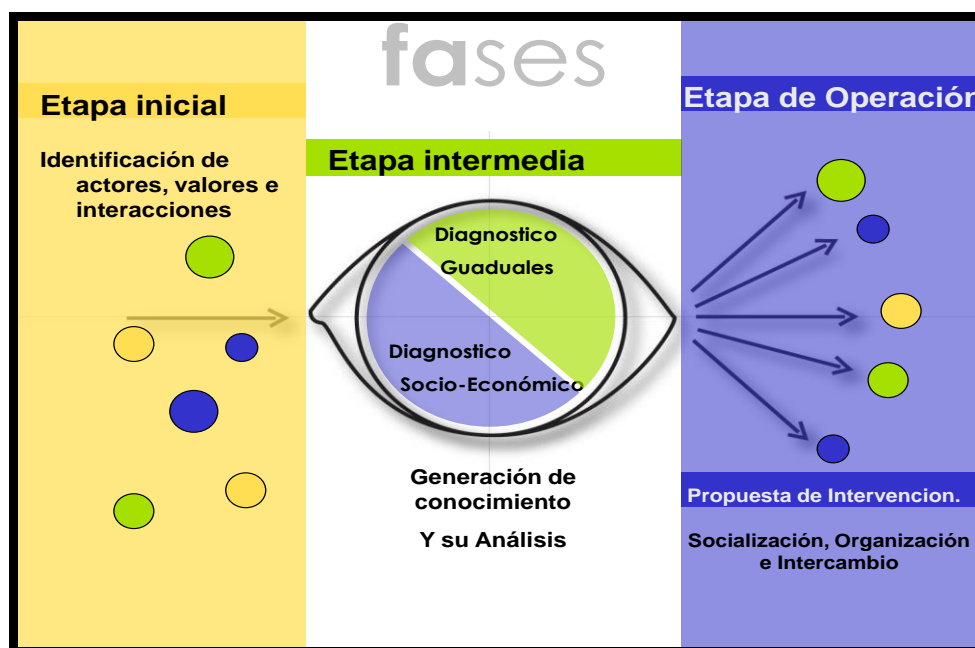 fases
Etapa inicial
Identificación de
actores, valores e
interacciones
Etapa intermedia
Diagnostico
Guaduales
Diagnostico
Socio-Económico
Generación de
conocimiento
Y su Análisis
Etapa de Operación
Propuesta de Intervencion.
Socialización, Organización
e Intercambio